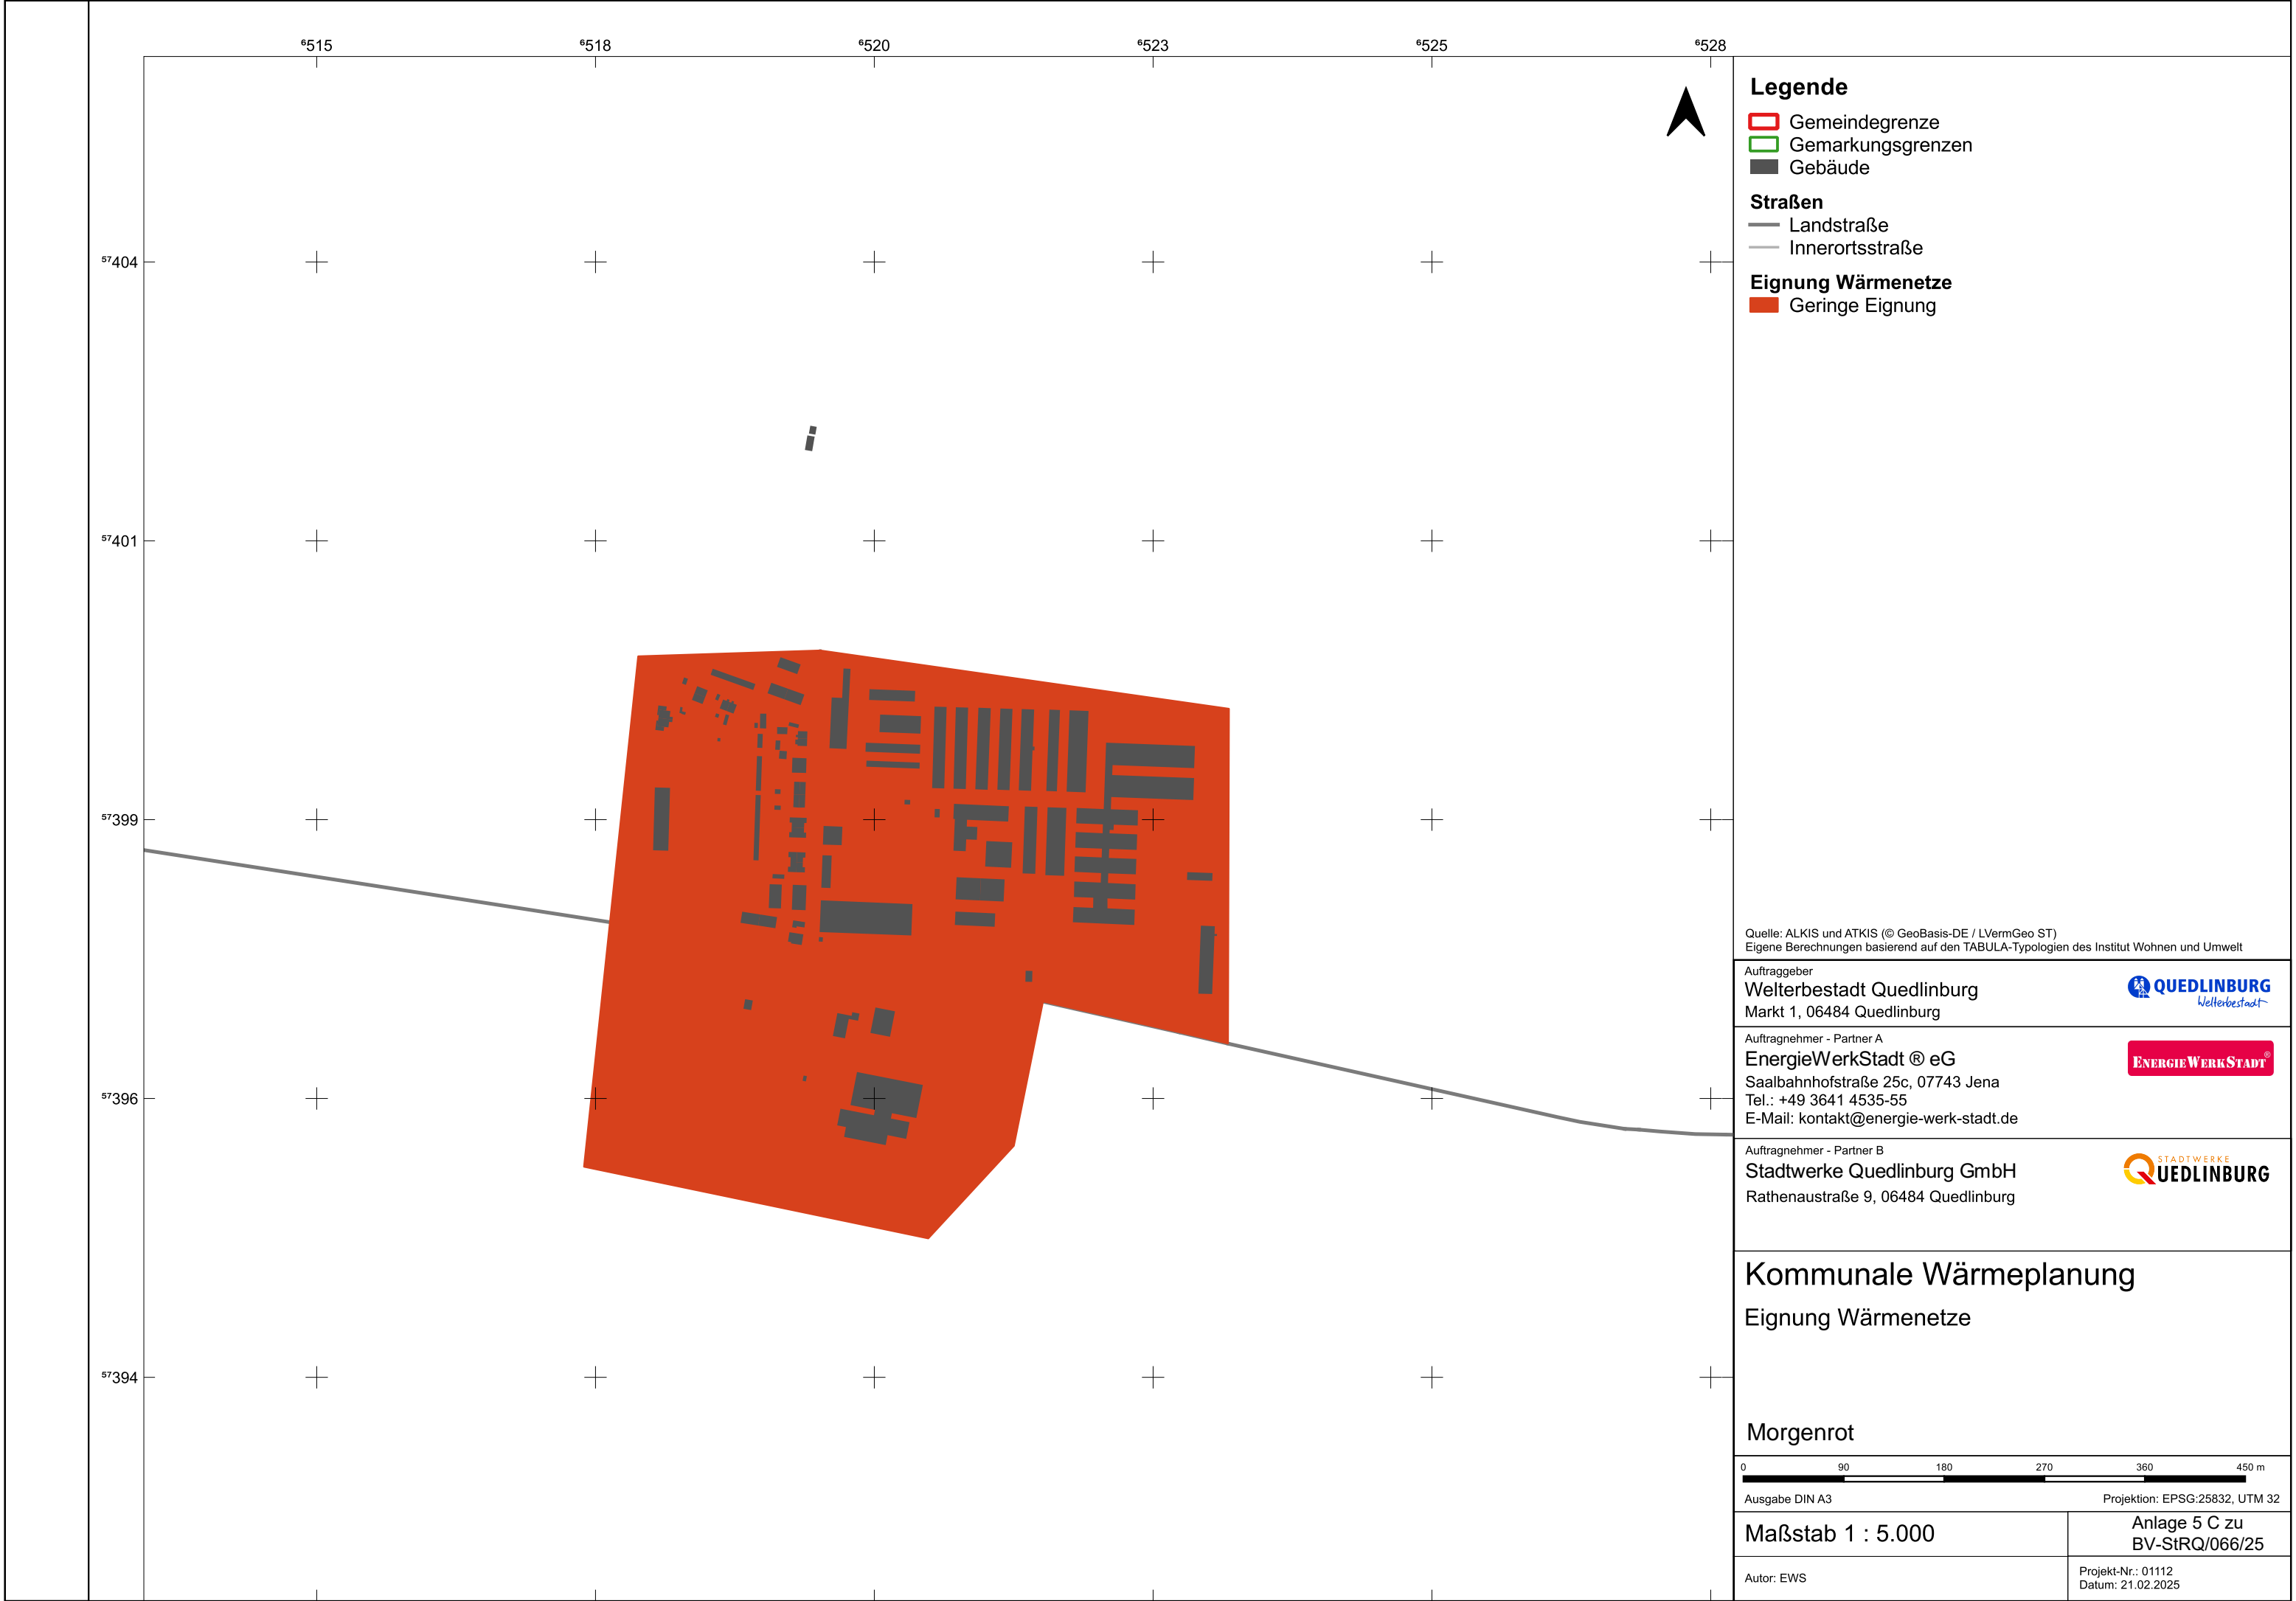 ⁶515 ⁶518 ⁶520 ⁶523 ⁶525 ⁶528
⁵⁷404
⁵⁷401
⁵⁷399
⁵⁷396
⁵⁷394
Legende
Gemeindegrenze
Gemarkungsgrenzen
Gebäude
Straßen
Landstraße
Innerortsstraße
Eignung Wärmenetze
Geringe Eignung
Quelle: ALKIS und ATKIS (© GeoBasis-DE / LVermGeo ST)
Eigene Berechnungen basierend auf den TABULA-Typologien des Institut Wohnen und Umwelt
Auftraggeber
Welterbestadt Quedlinburg
Markt 1, 06484 Quedlinburg
QUEDLINBURG
Welterbestadt
Auftragnehmer - Partner A
EnergieWerkStadt ® eG
Saalbahnhofstraße 25c, 07743 Jena
Tel.: +49 3641 4535-55
E-Mail: kontakt@energie-werk-stadt.de
ENERGIEWERKSTADT®
Auftragnehmer - Partner B
Stadtwerke Quedlinburg GmbH
Rathenaustraße 9, 06484 Quedlinburg
STADTWERKE
QUEDLINBURG
Kommunale Wärmeplanung
Eignung Wärmenetze
Morgenrot
0 90 180 270 360 450 m
Ausgabe DIN A3 Projektion: EPSG:25832, UTM 32
Maßstab 1 : 5.000
Anlage 5 C zu
BV-StRQ/066/25
Autor: EWS
Projekt-Nr.: 01112
Datum: 21.02.2025